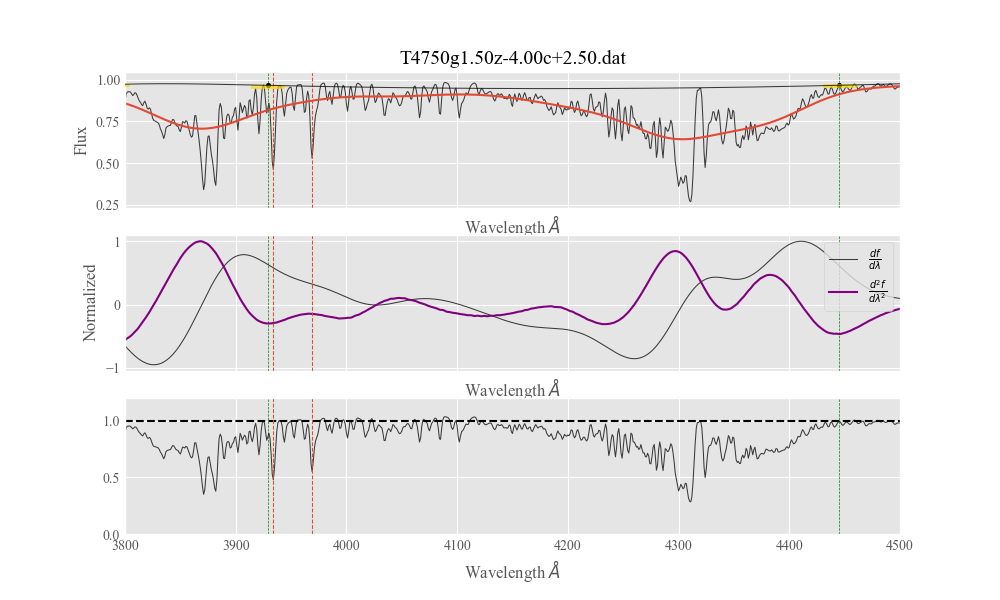 T4750g1.50z-4.00c+2.50.dat
1.00
0.75
0.50
0.25
Flux
Wavelength Å
1
0
−1
Normalized
df/dλ
d²f/dλ²
Wavelength Å
1.0
0.5
0.0
3800 3900 4000 4100 4200 4300 4400 4500
Wavelength Å